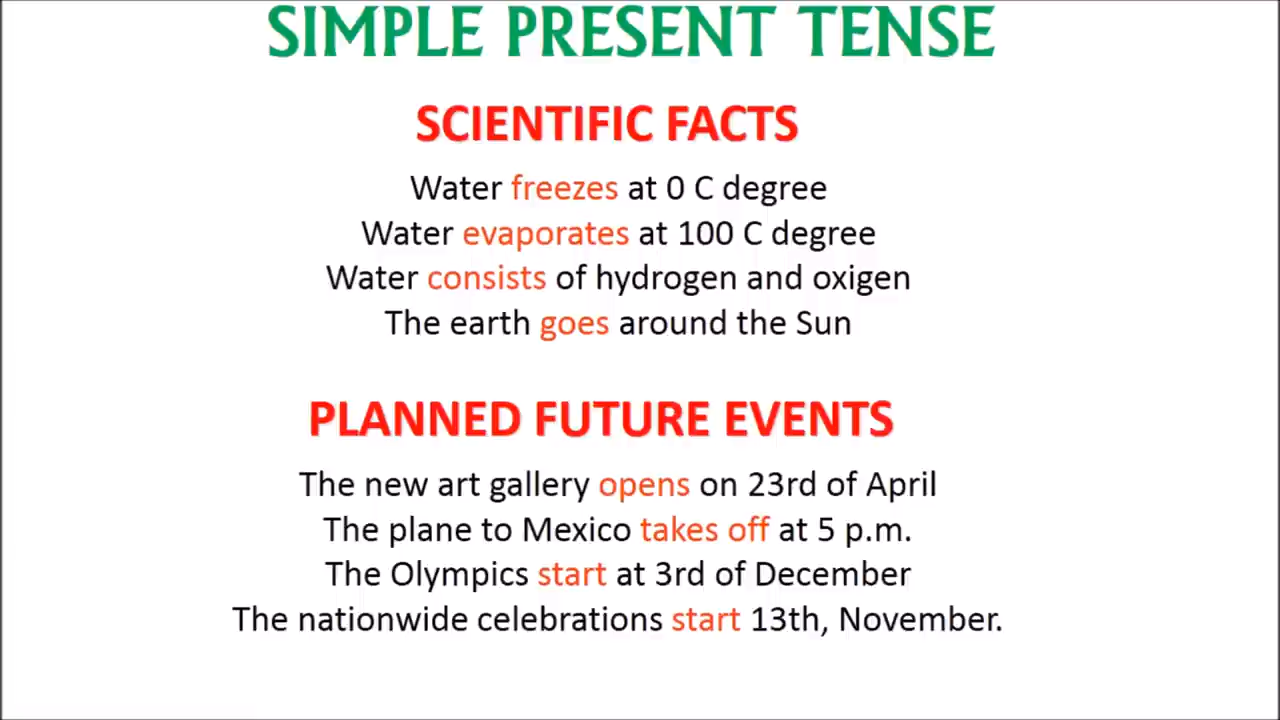 SIMPLE PRESENT TENSE
SCIENTIFIC FACTS
Water freezes at 0 C degree
Water evaporates at 100 C degree
Water consists of hydrogen and oxigen
The earth goes around the Sun
PLANNED FUTURE EVENTS
The new art gallery opens on 23rd of April
The plane to Mexico takes off at 5 p.m.
The Olympics start at 3rd of December
The nationwide celebrations start 13th, November.